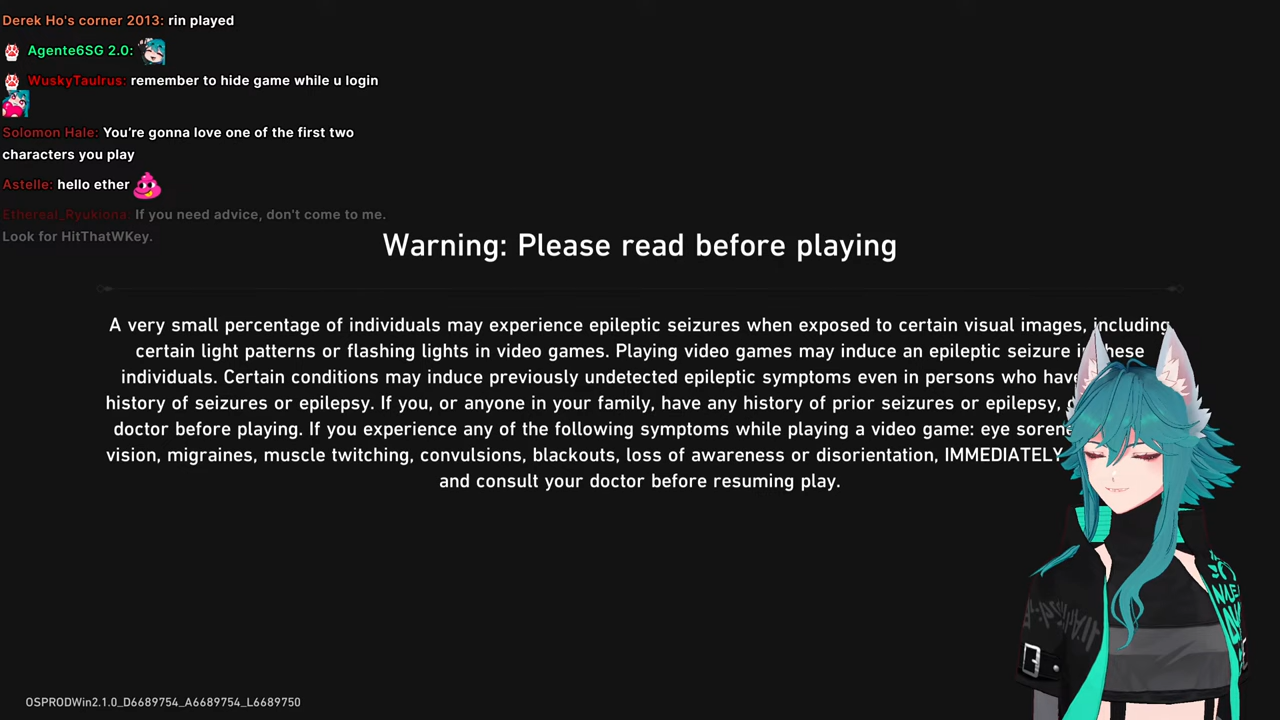 Derek Ho's corner 2013: rin played
Agente6SG 2.0:
WuskyTaulrus: remember to hide game while u login
Solomon Hale: You're gonna love one of the first two
characters you play
Astelle: hello ether
Ethereal_Ryukiona: If you need advice, don't come to me.
Look for HitThatWKey.
Warning: Please read before playing
A very small percentage of individuals may experience epileptic seizures when exposed to certain visual images, including
certain light patterns or flashing lights in video games. Playing video games may induce an epileptic seizure in these
individuals. Certain conditions may induce previously undetected epileptic symptoms even in persons who have
history of seizures or epilepsy. If you, or anyone in your family, have any history of prior seizures or epilepsy,
doctor before playing. If you experience any of the following symptoms while playing a video game: eye
vision, migraines, muscle twitching, convulsions, blackouts, loss of awareness or disorientation, IMMEDIATELY
and consult your doctor before resuming play.
OSPRODWin2.1.0_D6689754_A6689754_L6689750